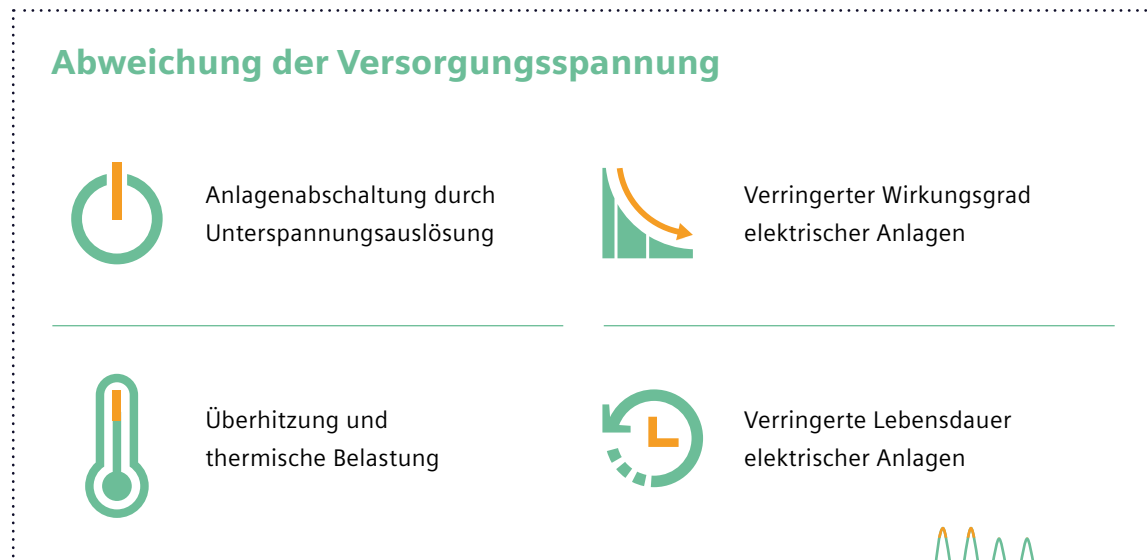 Abweichung der Versorgungsspannung
Anlagenabschaltung durch
Unterspannungsauslösung
Verringerter Wirkungsgrad
elektrischer Anlagen
Überhitzung und
thermische Belastung
Verringerte Lebensdauer
elektrischer Anlagen